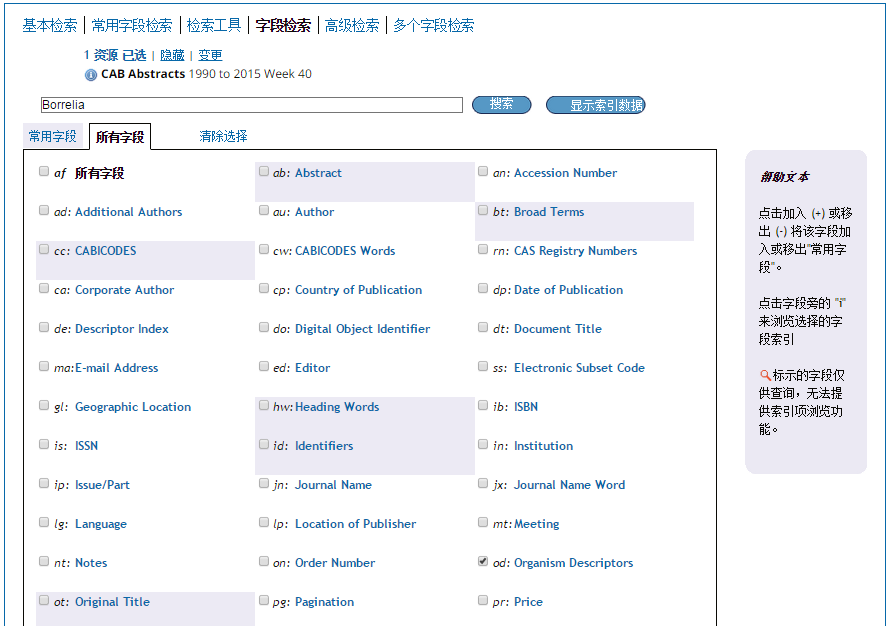 基本检索 | 常用字段检索 | 检索工具 | 字段检索 | 高级检索 | 多个字段检索
1 资源 已选 | 隐藏 | 变更
CAB Abstracts 1990 to 2015 Week 40
Borrelia 搜索 显示索引数据
常用字段 所有字段 清除选择
af 所有字段 ab: Abstract an: Accession Number
ad: Additional Authors au: Author bt: Broad Terms
cc: CABICODES cw: CABICODES Words rn: CAS Registry Numbers
ca: Corporate Author cp: Country of Publication dp: Date of Publication
de: Descriptor Index do: Digital Object Identifier dt: Document Title
ma: E-mail Address ed: Editor ss: Electronic Subset Code
gl: Geographic Location hw: Heading Words ib: ISBN
is: ISSN id: Identifiers in: Institution
ip: Issue/Part jn: Journal Name jx: Journal Name Word
lg: Language lp: Location of Publisher mt: Meeting
nt: Notes on: Order Number od: Organism Descriptors
ot: Original Title pg: Pagination pr: Price
帮助文本
点击加入 (+) 或移
出 (-) 将该字段加
入或移出"常用字
段"。
点击字段旁的 "i"
来浏览选择的字
段索引
标示的字段仅
供查询，无法提
供索引项浏览功
能。